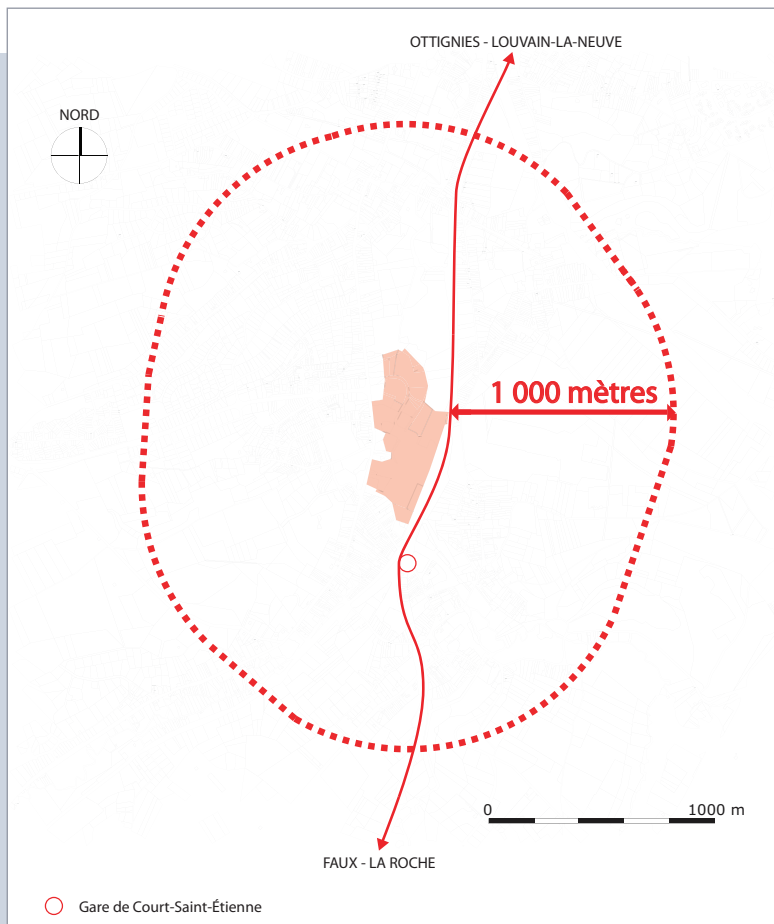 OTTIGNIES - LOUVAIN-LA-NEUVE
NORD
1 000 mètres
0 1000 m
FAUX - LA ROCHE
Gare de Court-Saint-Étienne